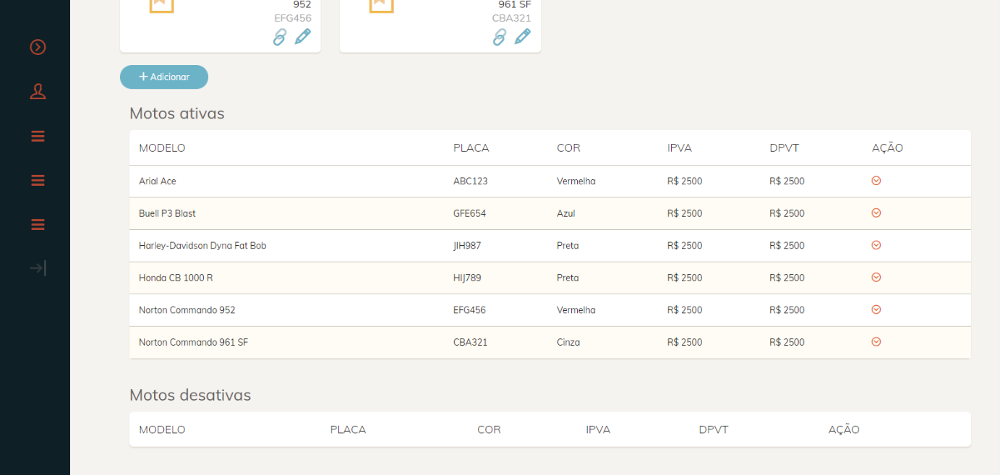 952
EFG456
961 SF
CBA321
+ Adicionar
Motos ativas
MODELO PLACA COR IPVA DPVT AÇÃO
Arial Ace ABC123 Vermelha R$ 2500 R$ 2500
Buell P3 Blast GFE654 Azul R$ 2500 R$ 2500
Harley-Davidson Dyna Fat Bob JIH987 Preta R$ 2500 R$ 2500
Honda CB 1000 R HIJ789 Preta R$ 2500 R$ 2500
Norton Commando 952 EFG456 Vermelha R$ 2500 R$ 2500
Norton Commando 961 SF CBA321 Cinza R$ 2500 R$ 2500
Motos desativas
MODELO PLACA COR IPVA DPVT AÇÃO